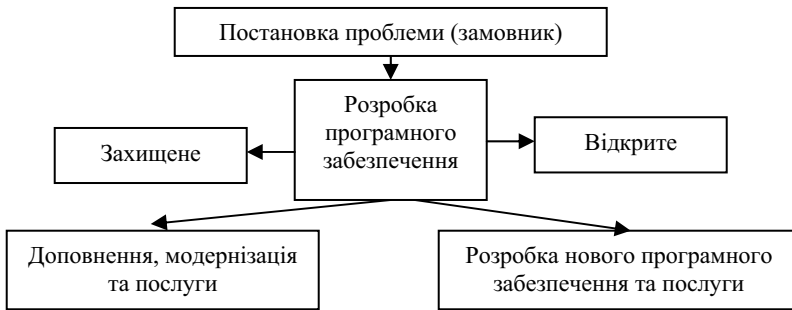 Постановка проблеми (замовник)
Розробка
програмного
забезпечення
Захищене
Відкрите
Доповнення, модернізація
та послуги
Розробка нового програмного
забезпечення та послуги